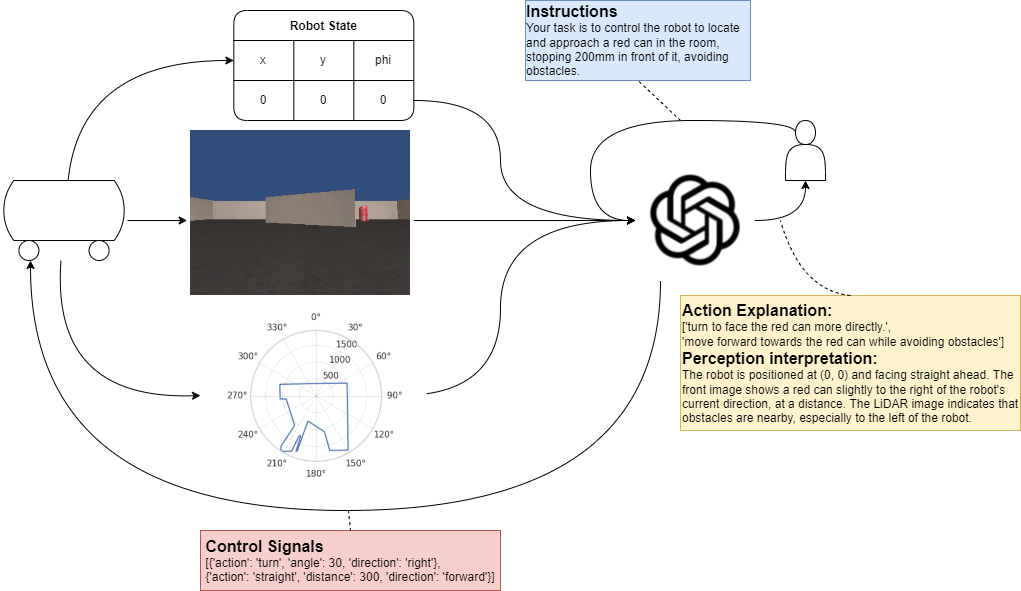 Robot State
x y phi
0 0 0
Instructions
Your task is to control the robot to locate
and approach a red can in the room,
stopping 200mm in front of it, avoiding
obstacles.
0°
330° 30°
1500
300° 1000 60°
500
270° 90°
240° 120°
210° 150°
180°
Action Explanation:
['turn to face the red can more directly.',
'move forward towards the red can while avoiding obstacles']
Perception interpretation:
The robot is positioned at (0, 0) and facing straight ahead. The
front image shows a red can slightly to the right of the robot's
current direction, at a distance. The LiDAR image indicates that
obstacles are nearby, especially to the left of the robot.
Control Signals
[{'action': 'turn', 'angle': 30, 'direction': 'right'},
{'action': 'straight', 'distance': 300, 'direction': 'forward'}]